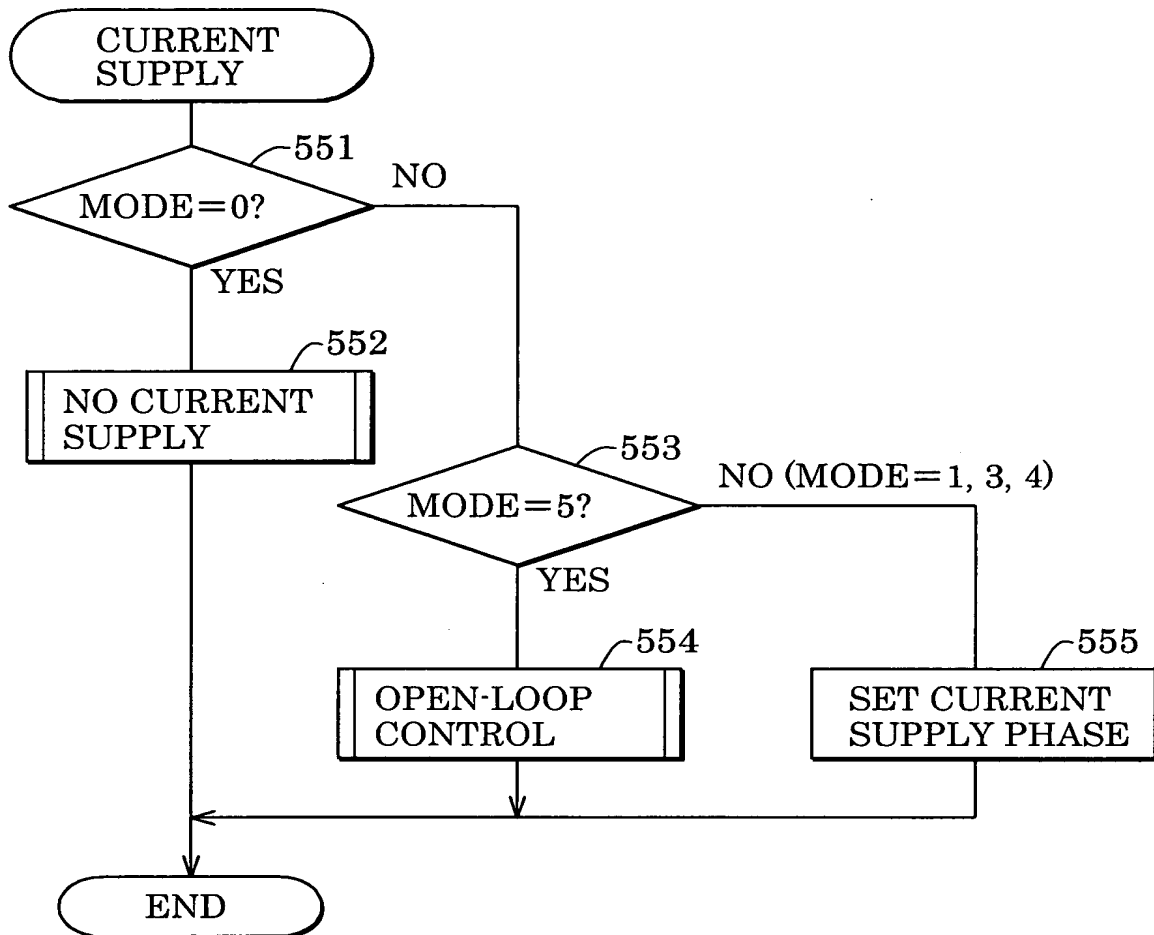 CURRENT
SUPPLY
551
MODE=0?
NO
YES
552
NO CURRENT
SUPPLY
553
MODE=5?
NO (MODE=1, 3, 4)
YES
554
OPEN-LOOP
CONTROL
555
SET CURRENT
SUPPLY PHASE
END